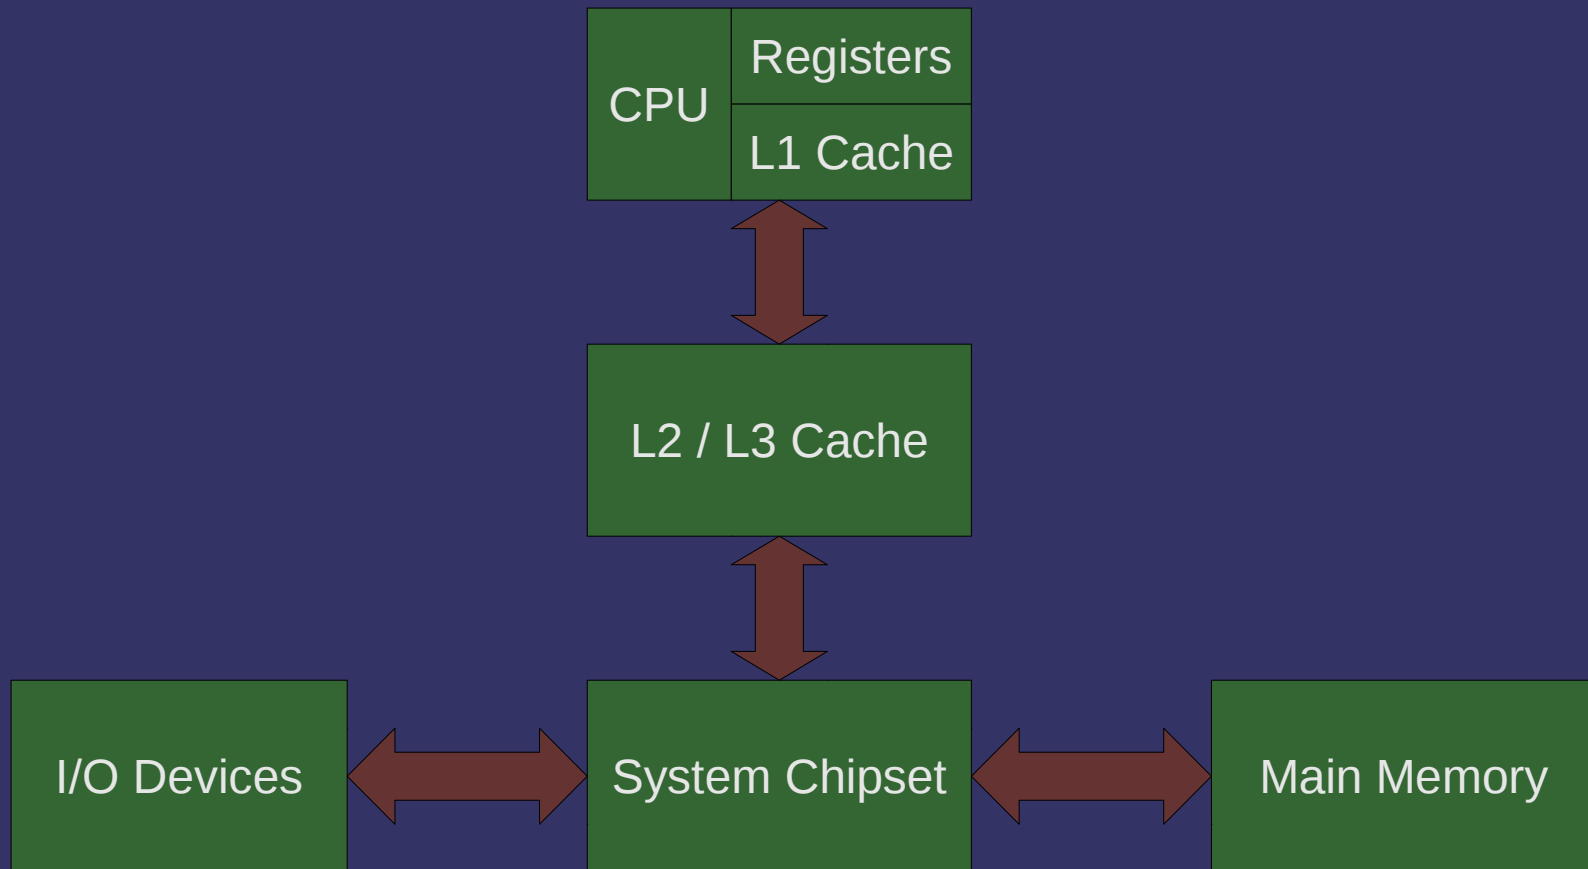 CPU
Registers
L1 Cache
L2 / L3 Cache
I/O Devices
System Chipset
Main Memory